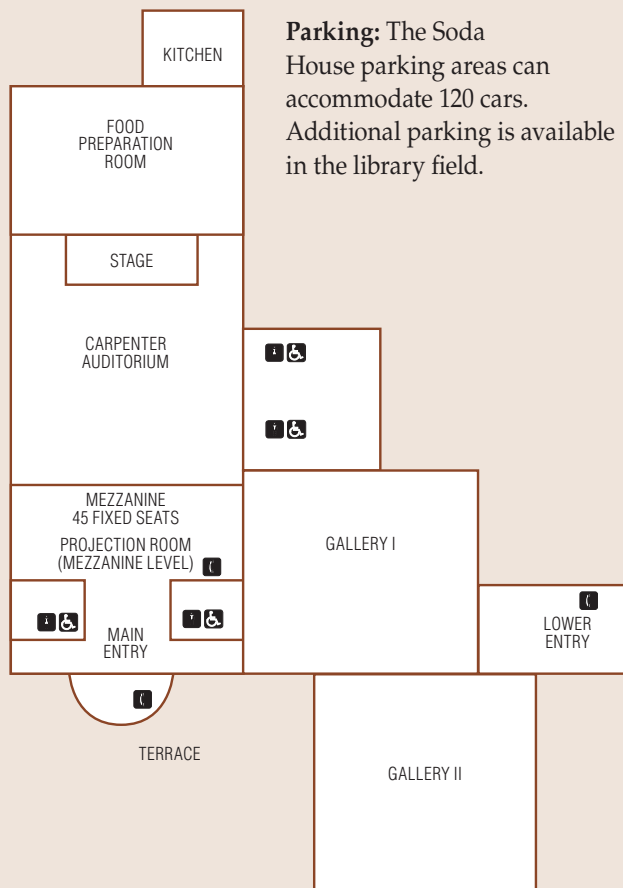 Parking: The Soda
House parking areas can
accommodate 120 cars.
Additional parking is available
in the library field.
KITCHEN
FOOD
PREPARATION
ROOM
STAGE
CARPENTER
AUDITORIUM
MEZZANINE
45 FIXED SEATS
PROJECTION ROOM
(MEZZANINE LEVEL)
GALLERY I
LOWER
ENTRY
MAIN
ENTRY
TERRACE
GALLERY II